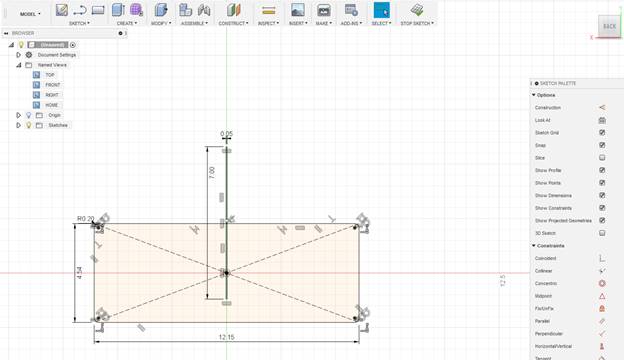 MODEL
SKETCH
CREATE
MODIFY
ASSEMBLE
CONSTRUCT
INSPECT
INSERT
MAKE
ADD-INS
SELECT
STOP SKETCH
BROWSER
(Unsaved)
Document Settings
Named Views
TOP
FRONT
RIGHT
HOME
Origin
Sketches
BACK
X
0.05
7.00
R0.20
4.54
12.15
12.5
SKETCH PALETTE
Options
Construction
Look At
Sketch Grid
Snap
Slice
Show Profile
Show Points
Show Dimensions
Show Constraints
Show Projected Geometries
3D Sketch
Constraints
Coincident
Collinear
Concentric
Midpoint
Fix/UnFix
Parallel
Perpendicular
Horizontal/Vertical
Tangent